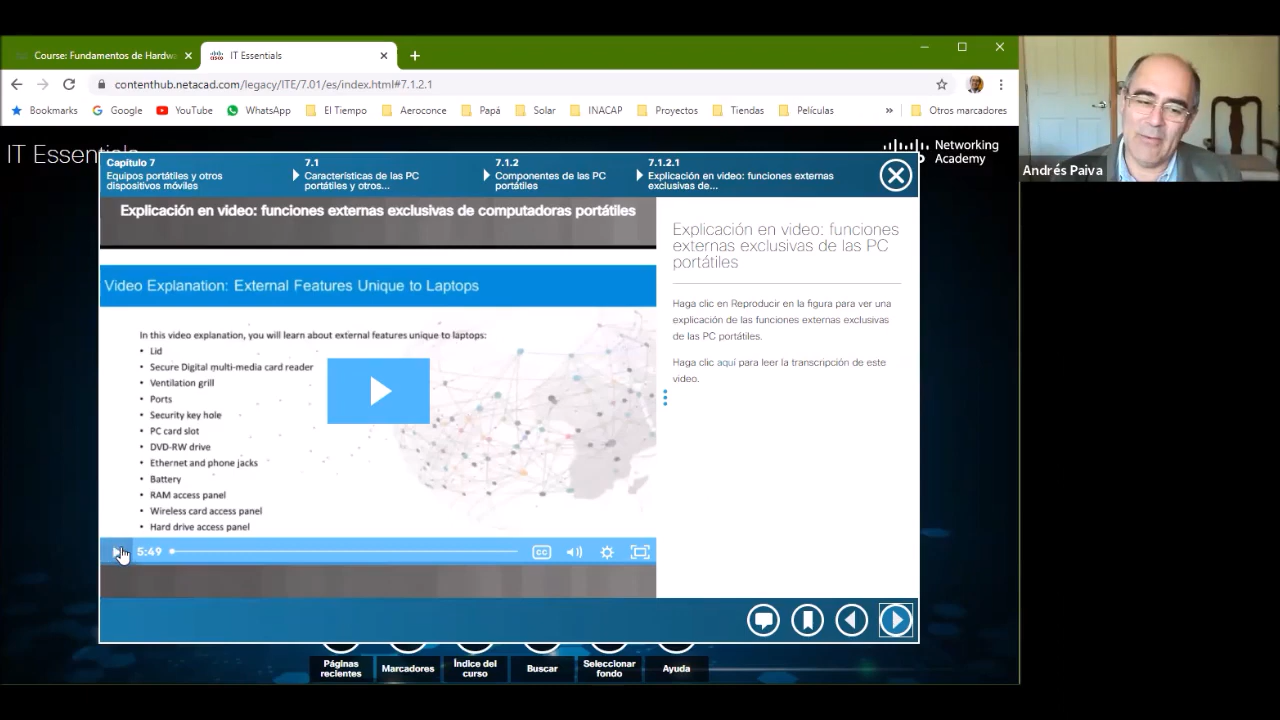 Course: Fundamentos de Hardwa
IT Essentials
contenthub.netacad.com/legacy/ITE/7.01/es/index.html#7.1.2.1
Bookmarks Google YouTube WhatsApp El Tiempo Aeroconce Papá Solar INACAP Proyectos Tiendas Películas » Otros marcadores
IT Essentials
Networking
Academy
Andrés Paiva
Capítulo 7
Equipos portátiles y otros
dispositivos móviles
7.1
Características de las PC
portátiles y otros...
7.1.2
Componentes de las PC
portátiles
7.1.2.1
Explicación en video: funciones externas
exclusivas de...
Explicación en video: funciones externas exclusivas de computadoras portátiles
Video Explanation: External Features Unique to Laptops
In this video explanation, you will learn about external features unique to laptops:
• Lid
• Secure Digital multi-media card reader
• Ventilation grill
• Ports
• Security key hole
• PC card slot
• DVD-RW drive
• Ethernet and phone jacks
• Battery
• RAM access panel
• Wireless card access panel
• Hard drive access panel
5:49
CC
Explicación en video: funciones
externas exclusivas de las PC
portátiles
Haga clic en Reproducir en la figura para ver una
explicación de las funciones externas exclusivas
de las PC portátiles.
Haga clic aquí para leer la transcripción de este
video.
Páginas
recientes
Marcadores
Índice del
curso
Buscar
Seleccionar
fondo
Ayuda